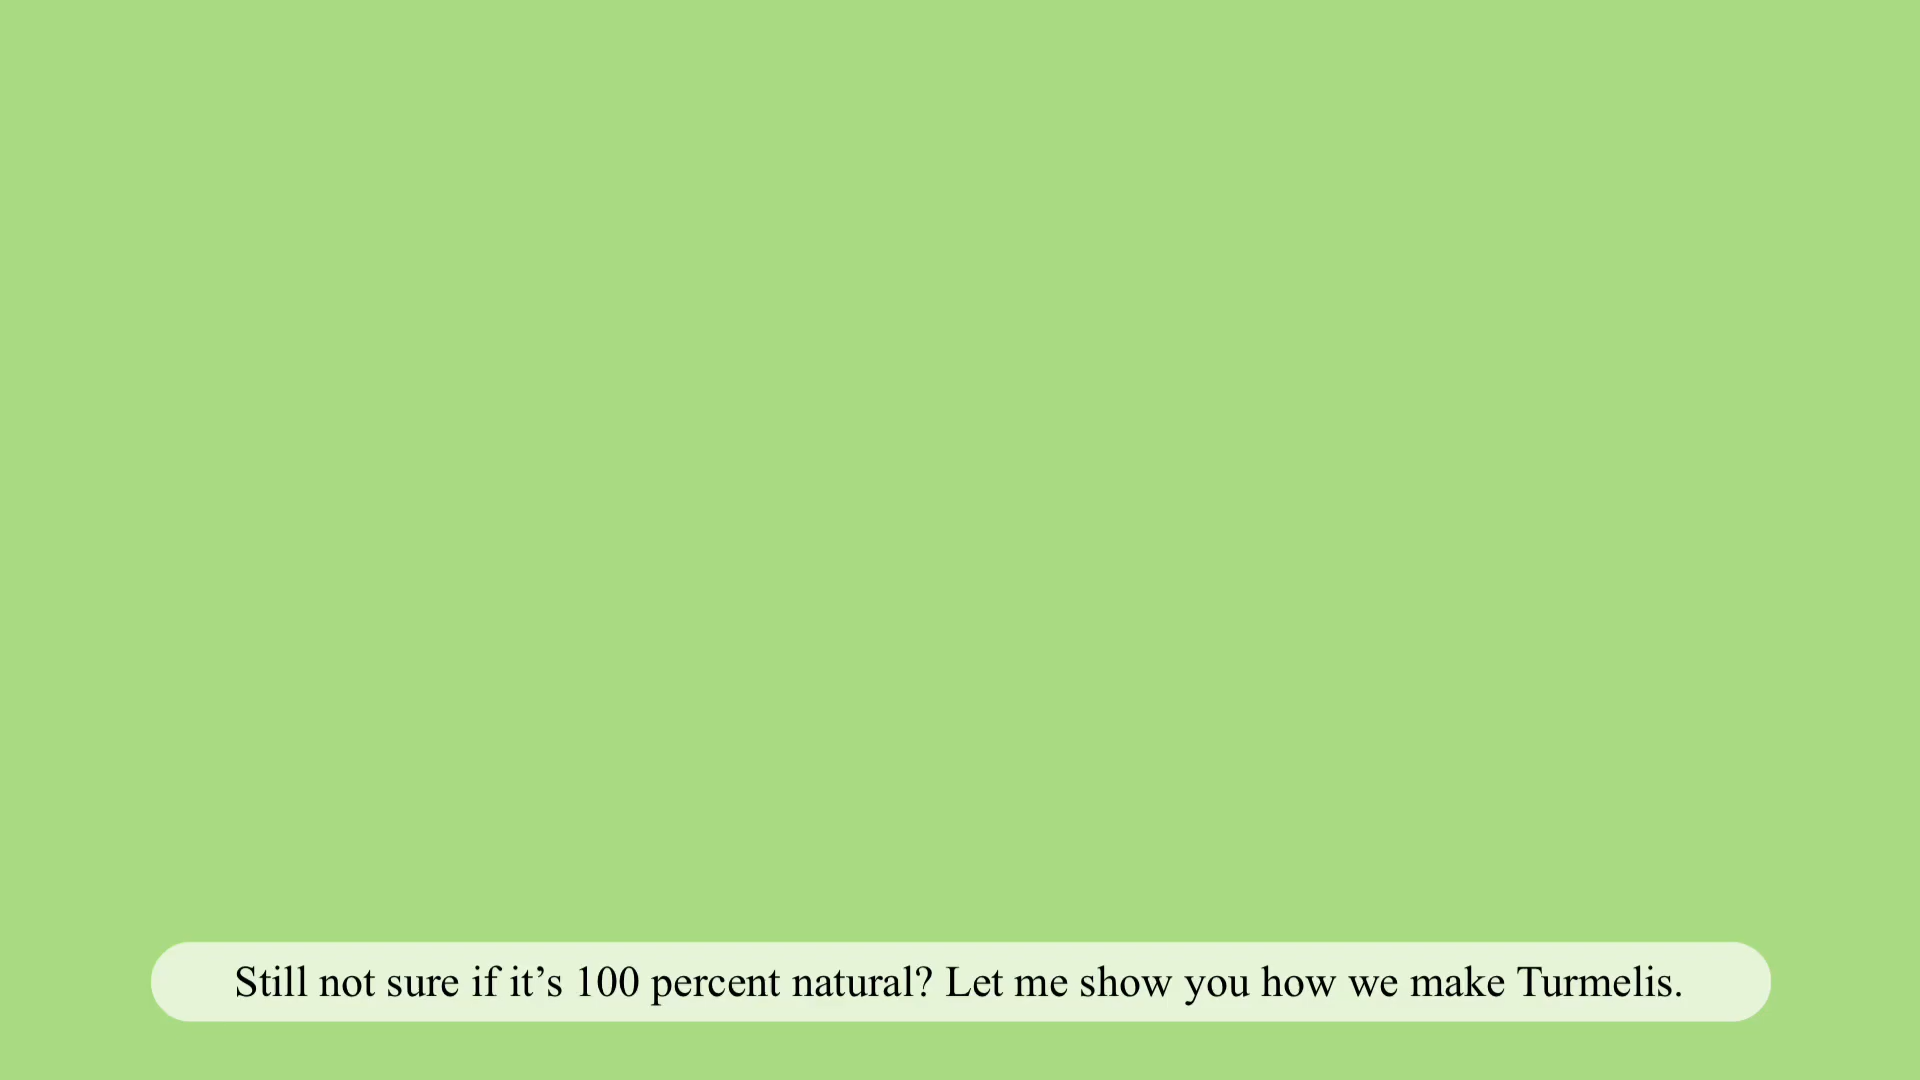 Still not sure if it’s 100 percent natural? Let me show you how we make Turmelis.